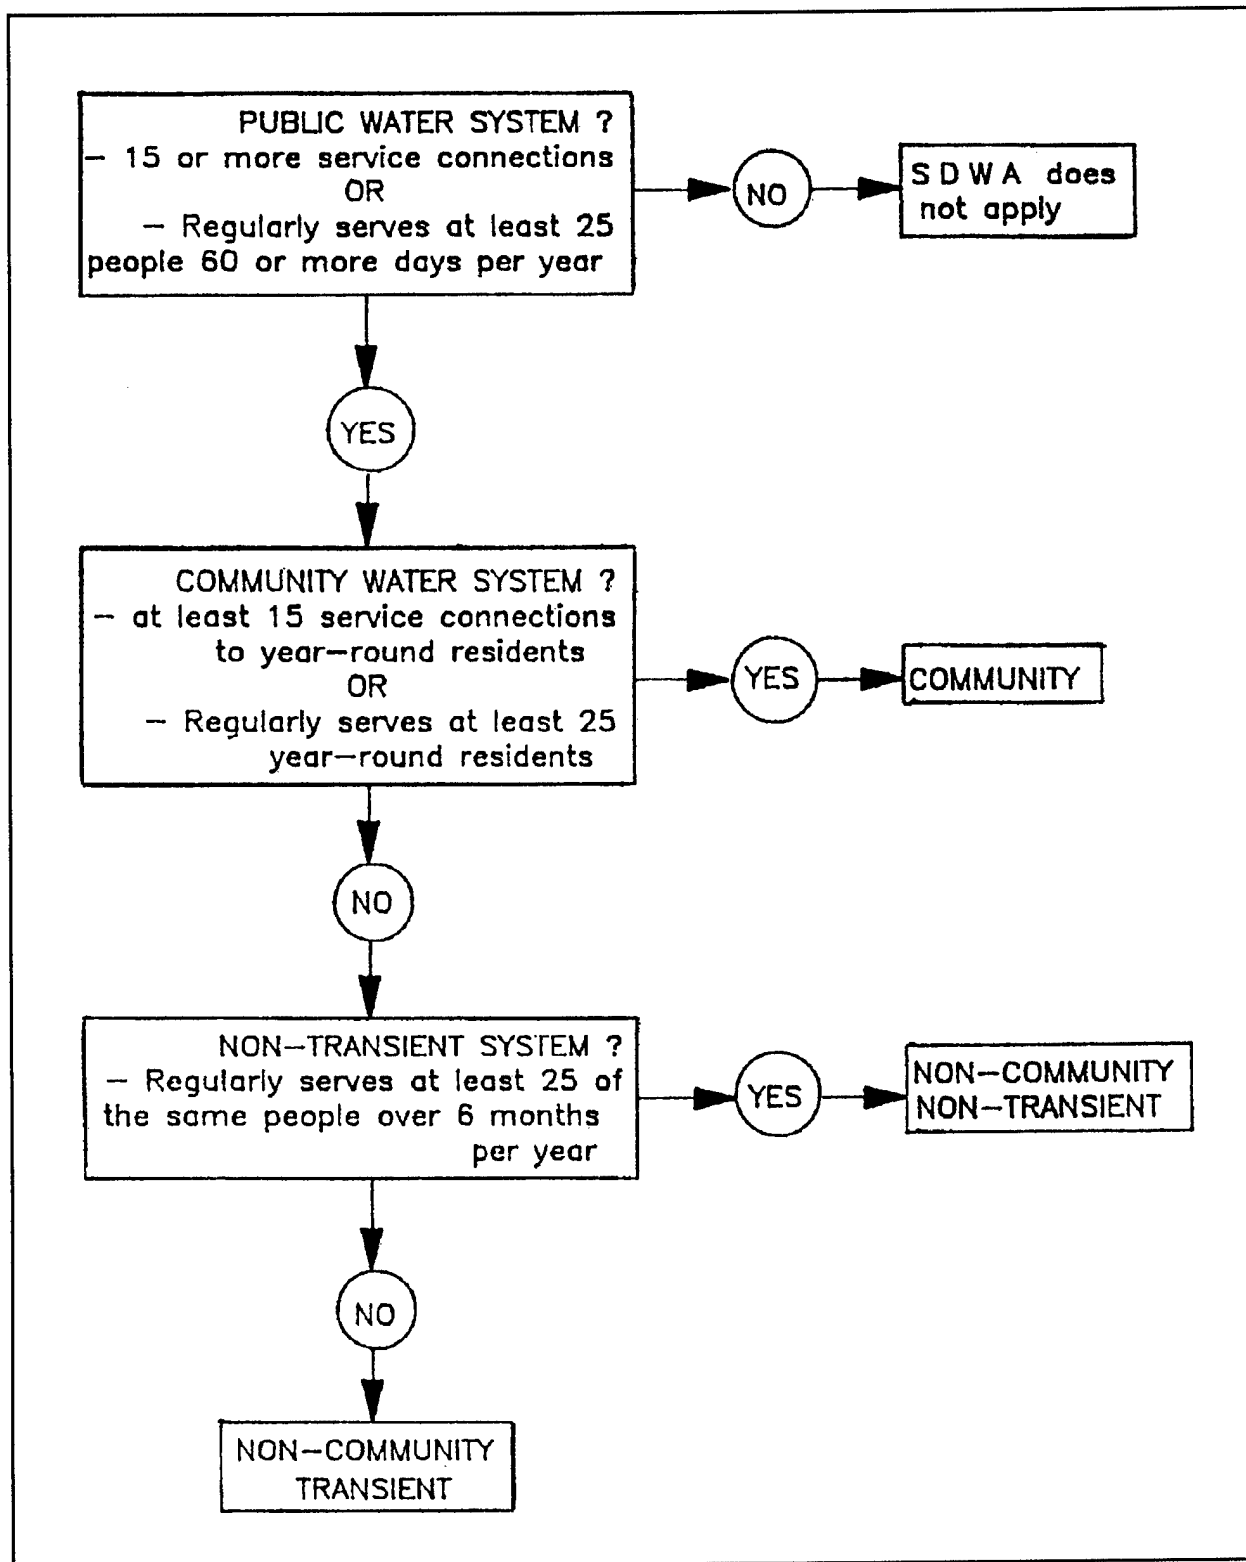 PUBLIC WATER SYSTEM ?
– 15 or more service connections
OR
– Regularly serves at least 25
people 60 or more days per year
NO
SDWA does
not apply
YES
COMMUNITY WATER SYSTEM ?
– at least 15 service connections
to year–round residents
OR
– Regularly serves at least 25
year–round residents
YES
COMMUNITY
NO
NON–TRANSIENT SYSTEM ?
– Regularly serves at least 25 of
the same people over 6 months
per year
YES
NON–COMMUNITY
NON–TRANSIENT
NO
NON–COMMUNITY
TRANSIENT